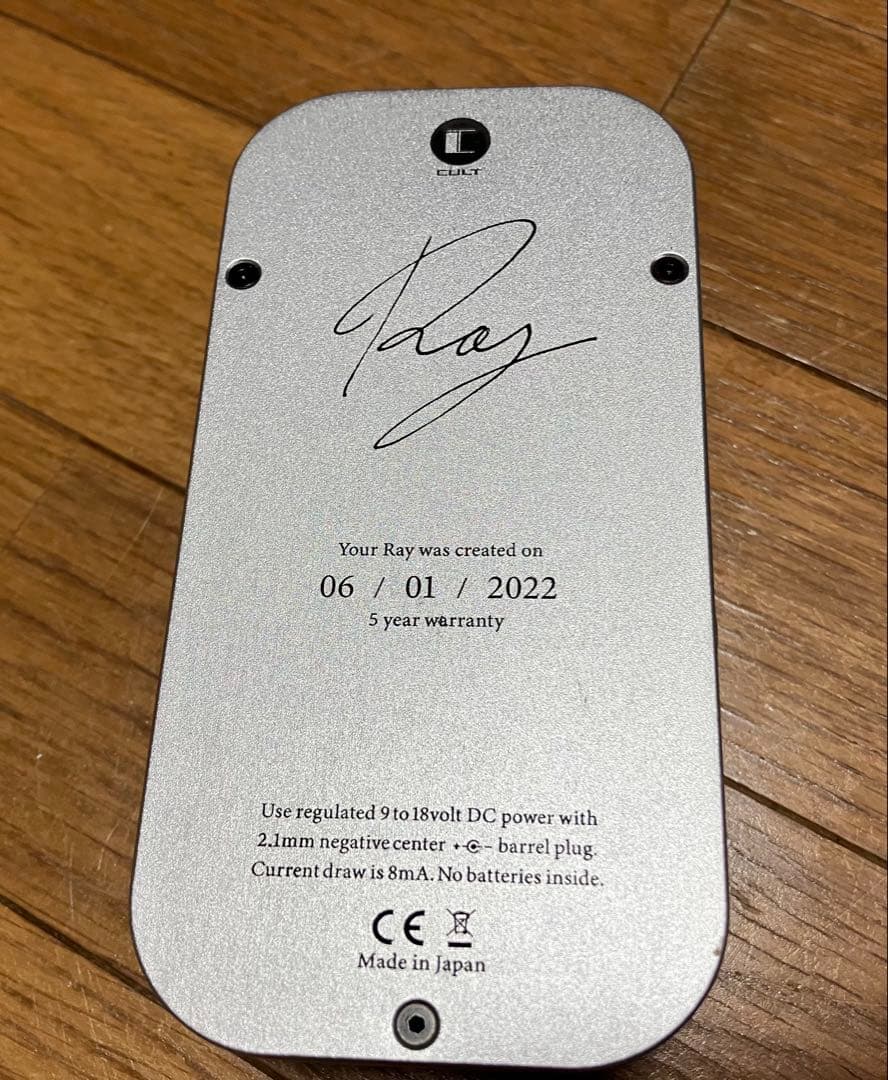 CULT
Ray
Your Ray was created on
06 / 01 / 2022
5 year warranty
Use regulated 9 to 18volt DC power with
2.1mm negative center +-C- barrel plug.
Current draw is 8mA. No batteries inside.
CE
Made in Japan